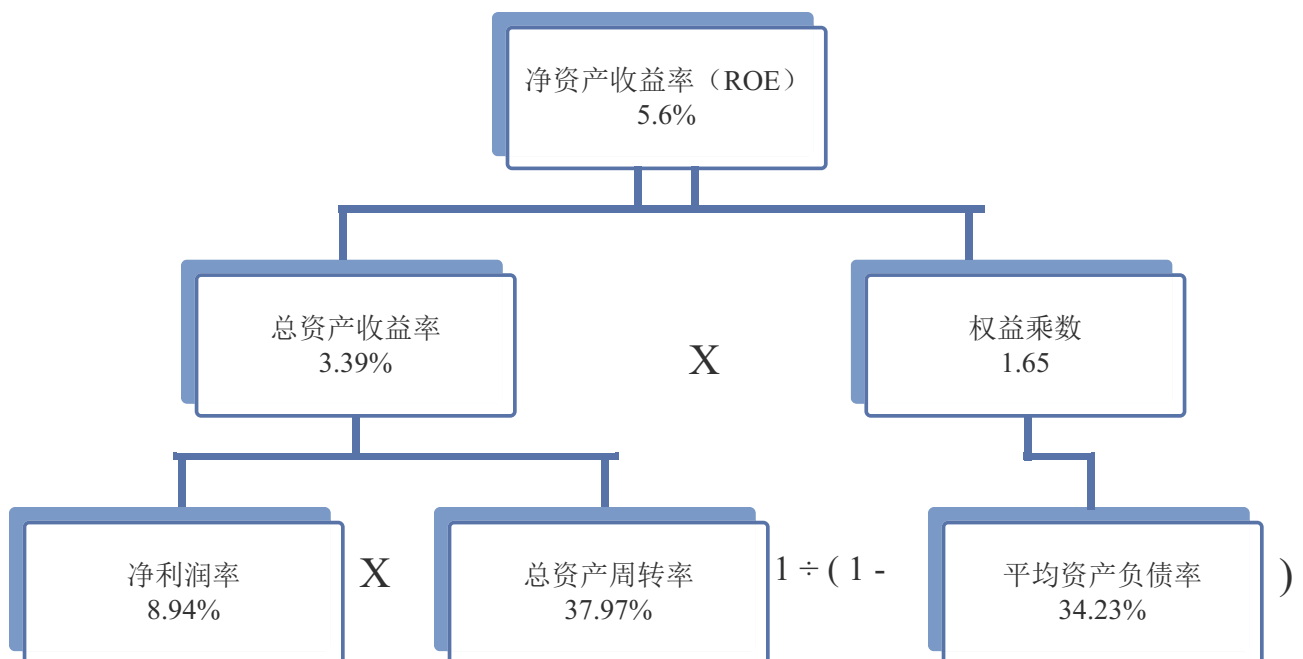 净资产收益率（ROE）
5.6%
总资产收益率
3.39%
X
权益乘数
1.65
净利润率
8.94%
X
总资产周转率
37.97%
1 ÷ ( 1 -
平均资产负债率
34.23%
)